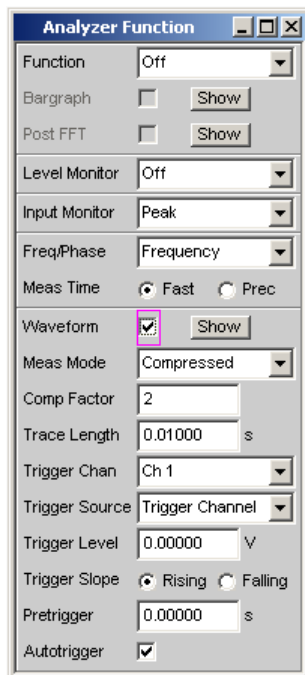 Analyzer Function
Function Off
Bargraph Show
Post FFT Show
Level Monitor Off
Input Monitor Peak
Freq/Phase Frequency
Meas Time Fast Prec
Waveform Show
Meas Mode Compressed
Comp Factor 2
Trace Length 0.01000 s
Trigger Chan Ch 1
Trigger Source Trigger Channel
Trigger Level 0.00000 V
Trigger Slope Rising Falling
Pretrigger 0.00000 s
Autotrigger